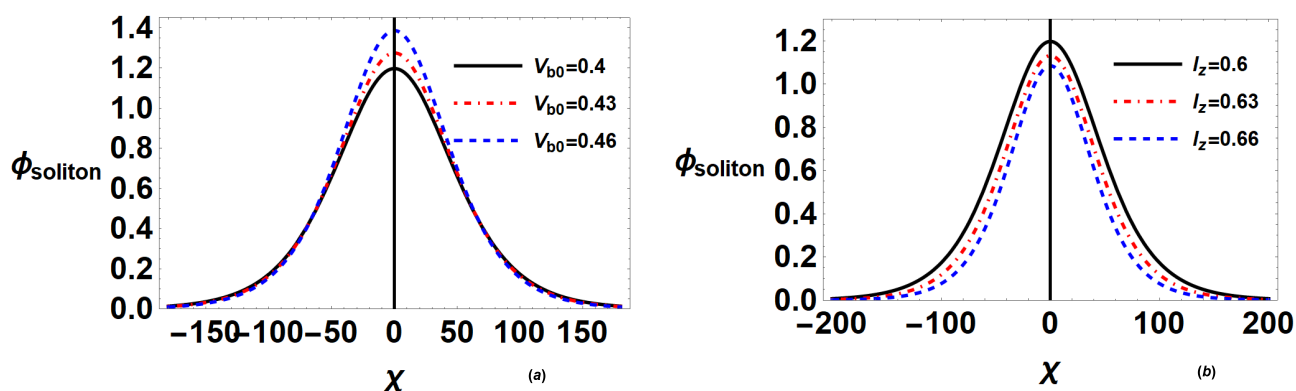 1.4
1.2
1.0
0.8
0.6
0.4
0.2
0.0
ϕsoliton
Vb0=0.4
Vb0=0.43
Vb0=0.46
−150 −100 −50 0 50 100 150
χ
(a)
1.2
1.0
0.8
0.6
0.4
0.2
0.0
ϕsoliton
lz=0.6
lz=0.63
lz=0.66
−200 −100 0 100 200
χ
(b)